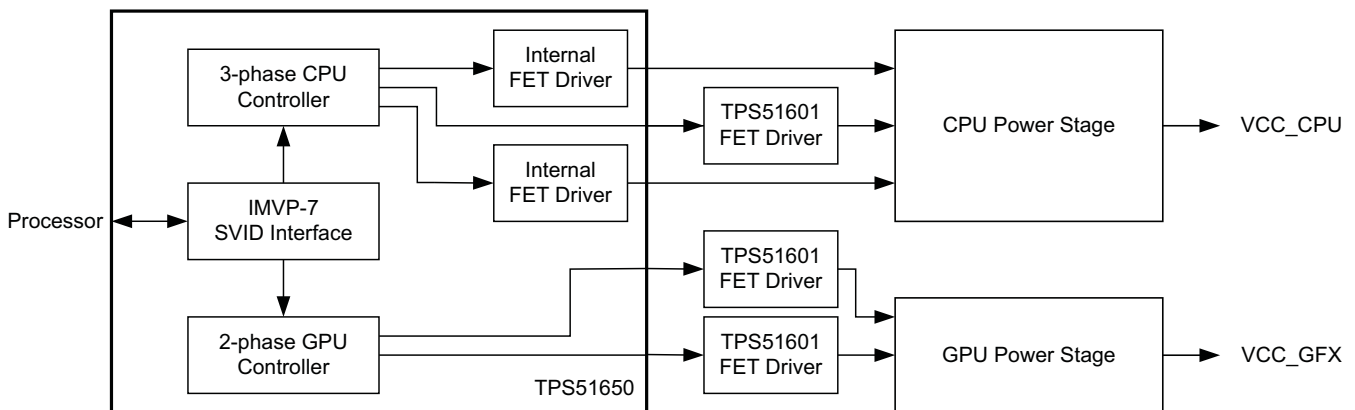 Internal
FET Driver
3-phase CPU
Controller
TPS51601
FET Driver
CPU Power Stage
VCC_CPU
Internal
FET Driver
Processor
IMVP-7
SVID Interface
TPS51601
FET Driver
2-phase GPU
Controller
TPS51601
FET Driver
GPU Power Stage
VCC_GFX
TPS51650